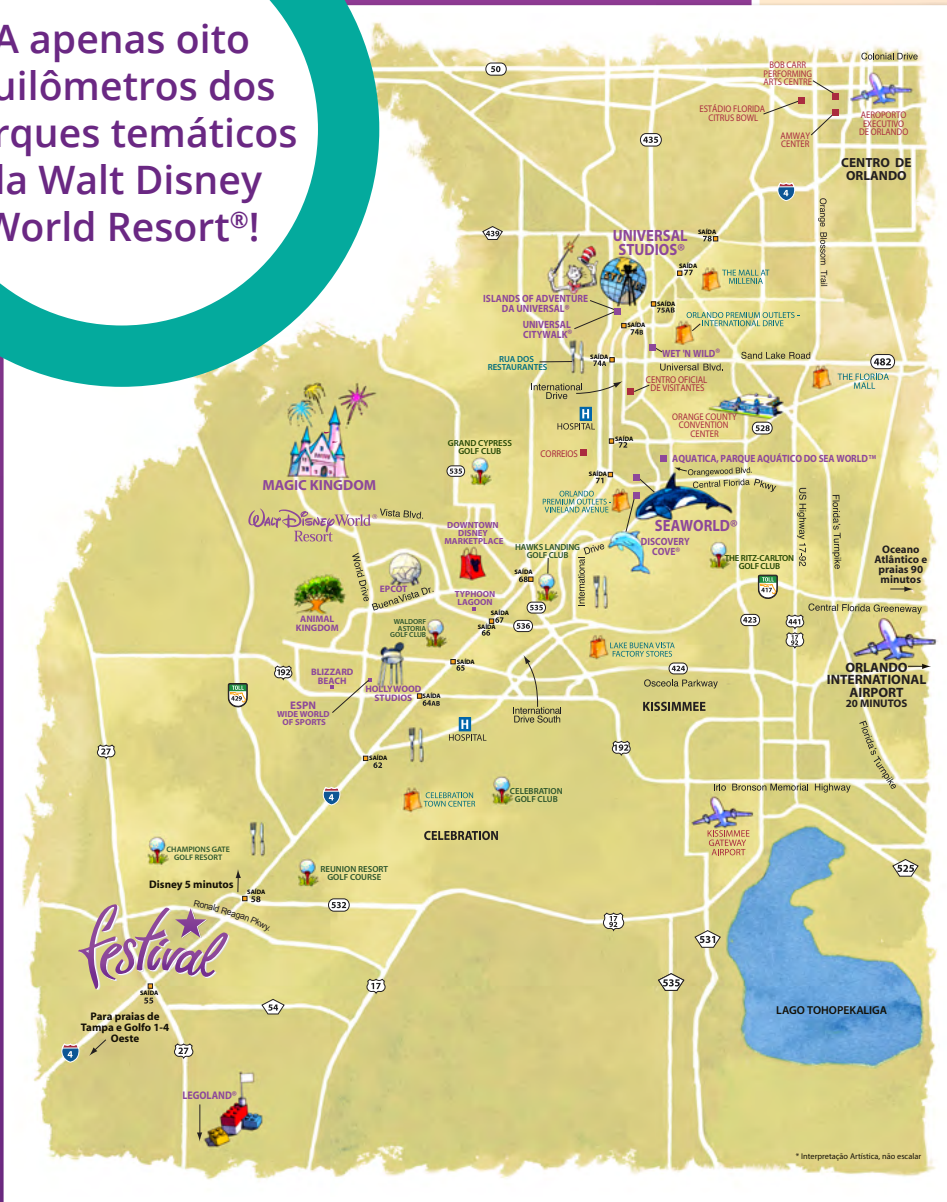 A apenas oito
uilômetros dos
rques temáticos
da Walt Disney
World Resort®!
50
Colonial Drive
BOB CARR
PERFORMING
ARTS CENTRE
ESTÁDIO FLORIDA
CITRUS BOWL
AEROPORTO
EXECUTIVO
DE ORLANDO
AMWAY
CENTER
435
CENTRO DE
ORLANDO
4
Orange Blossom Trail
439
UNIVERSAL
STUDIOS®
SAÍDA
78
SAÍDA
77
THE MALL AT
MILLENIA
ISLANDS OF ADVENTURE
DA UNIVERSAL®
SAÍDA
75AB
UNIVERSAL
CITYWALK®
SAÍDA
74B
ORLANDO PREMIUM OUTLETS –
INTERNATIONAL DRIVE
WET 'N WILD®
Sand Lake Road
482
RUA DOS
RESTAURANTES
SAÍDA
74A
Universal Blvd.
THE FLORIDA
MALL
International
Drive
CENTRO OFICIAL
DE VISITANTES
H
HOSPITAL
ORANGE COUNTY
CONVENTION
CENTER
528
GRAND CYPRESS
GOLF CLUB
SAÍDA
72
CORREIOS
535
AQUATICA, PARQUE AQUÁTICO DO SEA WORLD™
SAÍDA
71
Orangewood Blvd.
Central Florida Pkwy
MAGIC KINGDOM
ORLANDO
PREMIUM OUTLETS –
VINELAND AVENUE
US Highway 17-92
Florida's Turnpike
Walt Disney World®
Resort
Vista Blvd.
SEAWORLD®
DOWNTOWN
DISNEY
MARKETPLACE
DISCOVERY
COVE®
HAWKS LANDING
GOLF CLUB
International Drive
THE RITZ-CARLTON
GOLF CLUB
Oceano
Atlântico e
praias 90
minutos
World Drive
EPCOT
SAÍDA
68
TOLL
417
Buena Vista Dr.
TYPHOON
LAGOON
ANIMAL
KINGDOM
535
Central Florida Greeneway
WALDORF
ASTORIA
GOLF CLUB
SAÍDA
67
SAÍDA
66
536
423
441
17
92
LAKE BUENA VISTA
FACTORY STORES
SAÍDA
65
424
ORLANDO
INTERNATIONAL
AIRPORT
20 MINUTOS
192
BLIZZARD
BEACH
Osceola Parkway
TOLL
429
HOLLYWOOD
STUDIOS
SAÍDA
64AB
ESPN
WIDE WORLD
OF SPORTS
International
Drive South
KISSIMMEE
H
HOSPITAL
27
192
Florida's Turnpike
SAÍDA
62
4
CELEBRATION
TOWN CENTER
CELEBRATION
GOLF CLUB
Irlo Bronson Memorial Highway
CELEBRATION
KISSIMMEE
GATEWAY
AIRPORT
CHAMPIONS GATE
GOLF RESORT
525
REUNION RESORT
GOLF COURSE
Disney 5 minutos
SAÍDA
58
532
Ronald Reagan Pkwy.
17
92
festival
531
535
17
SAÍDA
55
54
LAGO TOHOPEKALIGA
Para praias de
Tampa e Golfo 1-4
Oeste
4
27
LEGOLAND®
* Interpretação Artística, não escalar